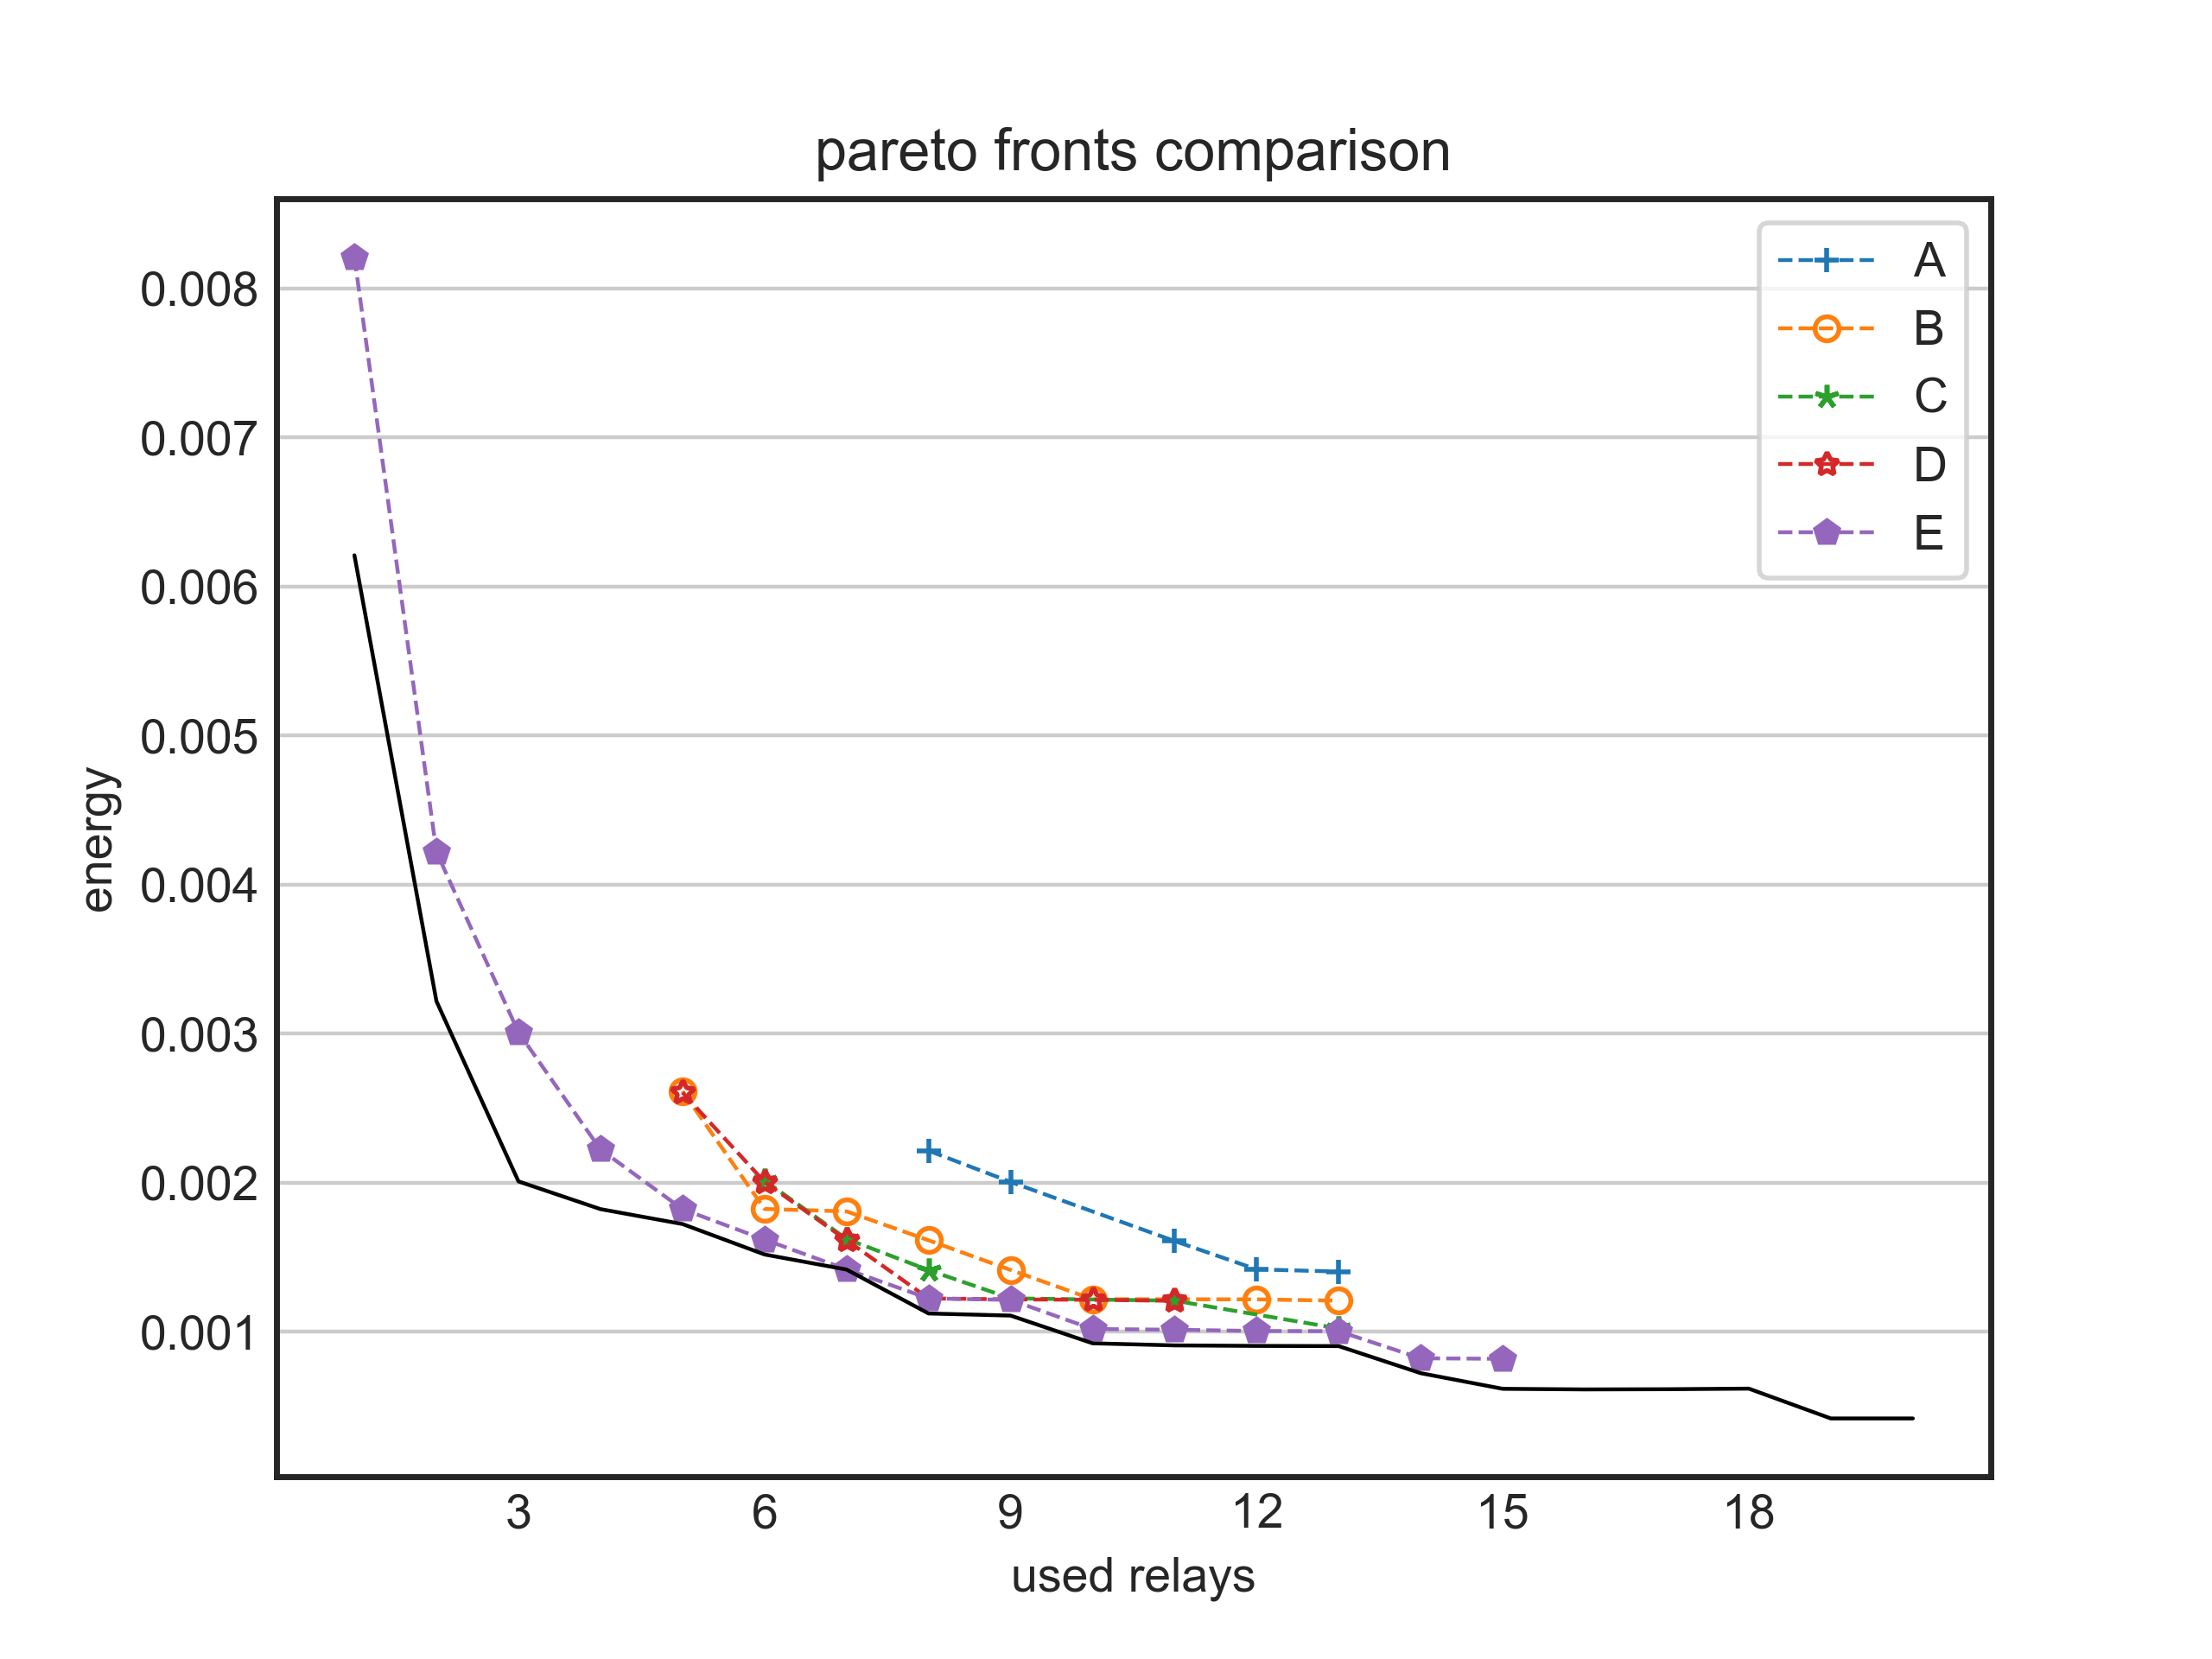 pareto fronts comparison
A
B
C
D
E
0.008
0.007
0.006
0.005
0.004
0.003
0.002
0.001
energy
3 6 9 12 15 18
used relays